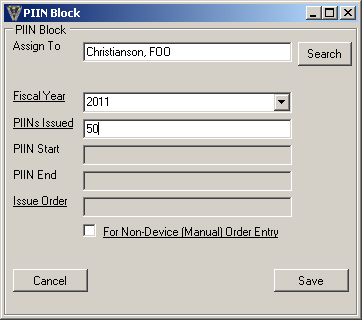 PIIN Block
PIIN Block
Assign To Christianson, FOO Search
Fiscal Year 2011
PIINs Issued 50
PIIN Start
PIIN End
Issue Order
For Non-Device (Manual) Order Entry
Cancel Save